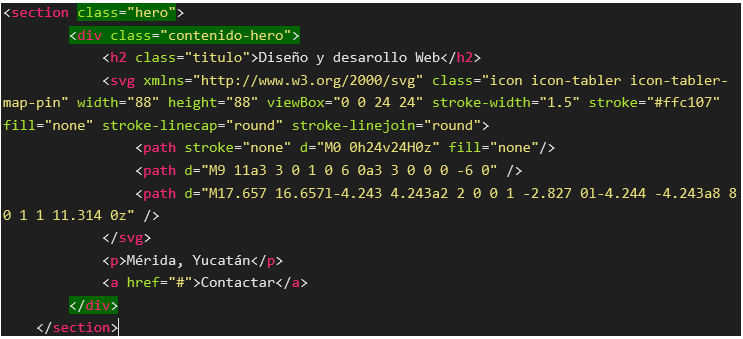 <section class="hero">
<div class="contenido-hero">
<h2 class="titulo">Diseño y desarollo Web</h2>
<svg xmlns="http://www.w3.org/2000/svg" class="icon icon-tabler icon-tabler-
map-pin" width="88" height="88" viewBox="0 0 24 24" stroke-width="1.5" stroke="#ffc107"
fill="none" stroke-linecap="round" stroke-linejoin="round">
<path stroke="none" d="M0 0h24v24H0z" fill="none"/>
<path d="M9 11a3 3 0 1 0 6 0a3 3 0 0 0 -6 0" />
<path d="M17.657 16.657l-4.243 4.243a2 2 0 0 1 -2.827 0l-4.244 -4.243a8 8
0 1 1 11.314 0z" />
</svg>
<p>Mérida, Yucatán</p>
<a href="#">Contactar</a>
</div>
</section>